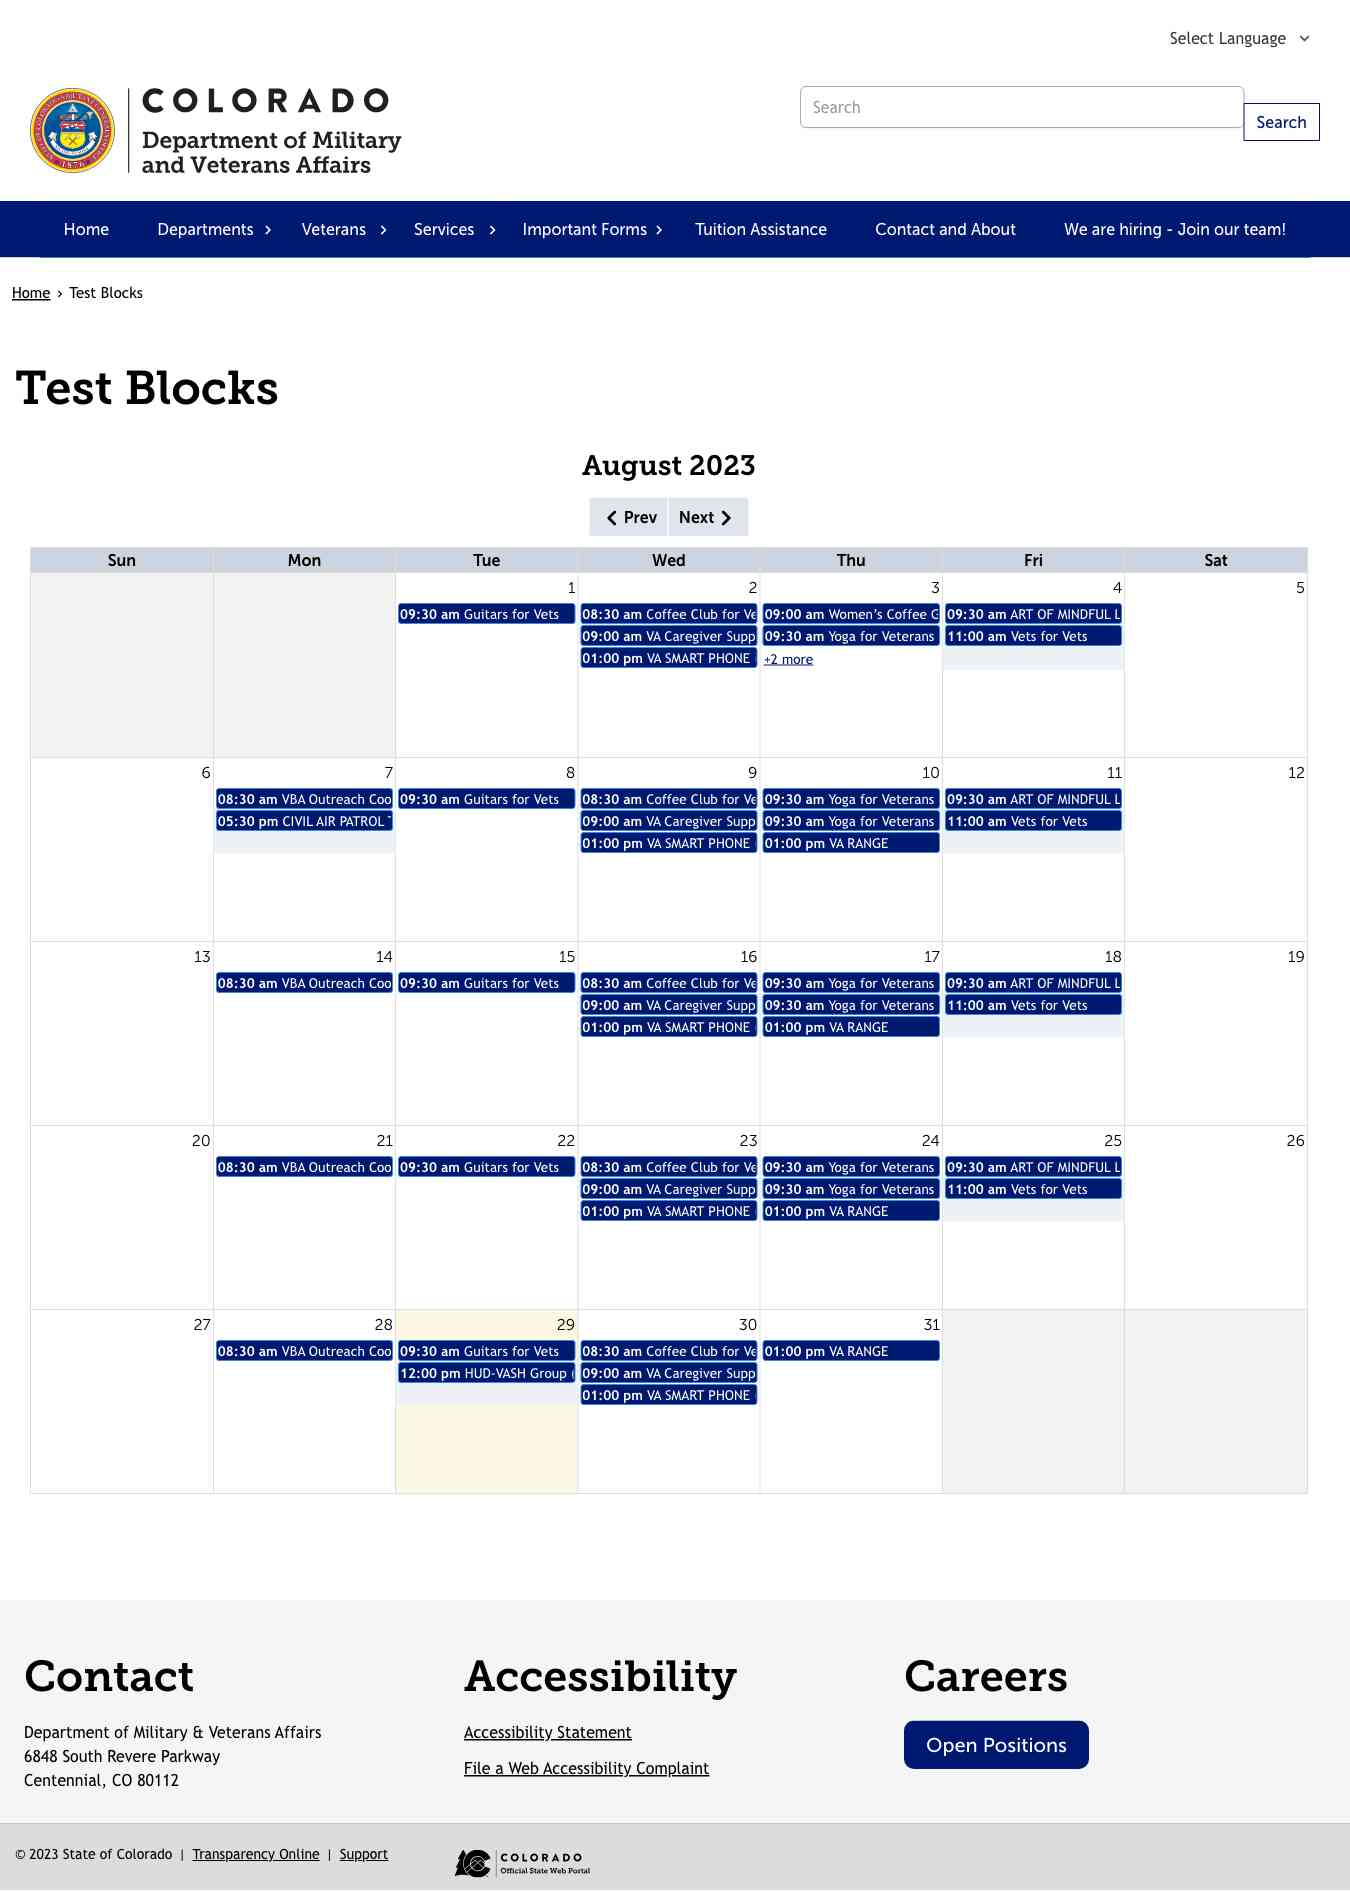 Select Language
COLORADO
Department of Military
and Veterans Affairs
Search
Search
Home Departments Veterans Services Important Forms Tuition Assistance Contact and About We are hiring - Join our team!
Home › Test Blocks
Test Blocks
August 2023
Prev Next
Sun Mon Tue Wed Thu Fri Sat
1 2 3 4 5
09:30 am Guitars for Vets
08:30 am Coffee Club for Ve
09:00 am VA Caregiver Supp
01:00 pm VA SMART PHONE
09:00 am Women's Coffee G
09:30 am Yoga for Veterans
+2 more
09:30 am ART OF MINDFUL L
11:00 am Vets for Vets
6 7 8 9 10 11 12
08:30 am VBA Outreach Coo
05:30 pm CIVIL AIR PATROL
09:30 am Guitars for Vets
08:30 am Coffee Club for Ve
09:00 am VA Caregiver Supp
01:00 pm VA SMART PHONE
09:30 am Yoga for Veterans
09:30 am Yoga for Veterans
01:00 pm VA RANGE
09:30 am ART OF MINDFUL L
11:00 am Vets for Vets
13 14 15 16 17 18 19
08:30 am VBA Outreach Coo
09:30 am Guitars for Vets
08:30 am Coffee Club for Ve
09:00 am VA Caregiver Supp
01:00 pm VA SMART PHONE
09:30 am Yoga for Veterans
09:30 am Yoga for Veterans
01:00 pm VA RANGE
09:30 am ART OF MINDFUL L
11:00 am Vets for Vets
20 21 22 23 24 25 26
08:30 am VBA Outreach Coo
09:30 am Guitars for Vets
08:30 am Coffee Club for Ve
09:00 am VA Caregiver Supp
01:00 pm VA SMART PHONE
09:30 am Yoga for Veterans
09:30 am Yoga for Veterans
01:00 pm VA RANGE
09:30 am ART OF MINDFUL L
11:00 am Vets for Vets
27 28 29 30 31
08:30 am VBA Outreach Coo
09:30 am Guitars for Vets
12:00 pm HUD-VASH Group
08:30 am Coffee Club for Ve
09:00 am VA Caregiver Supp
01:00 pm VA SMART PHONE
01:00 pm VA RANGE
Contact
Department of Military & Veterans Affairs
6848 South Revere Parkway
Centennial, CO 80112
Accessibility
Accessibility Statement
File a Web Accessibility Complaint
Careers
Open Positions
© 2023 State of Colorado | Transparency Online | Support
COLORADO
Official State Web Portal